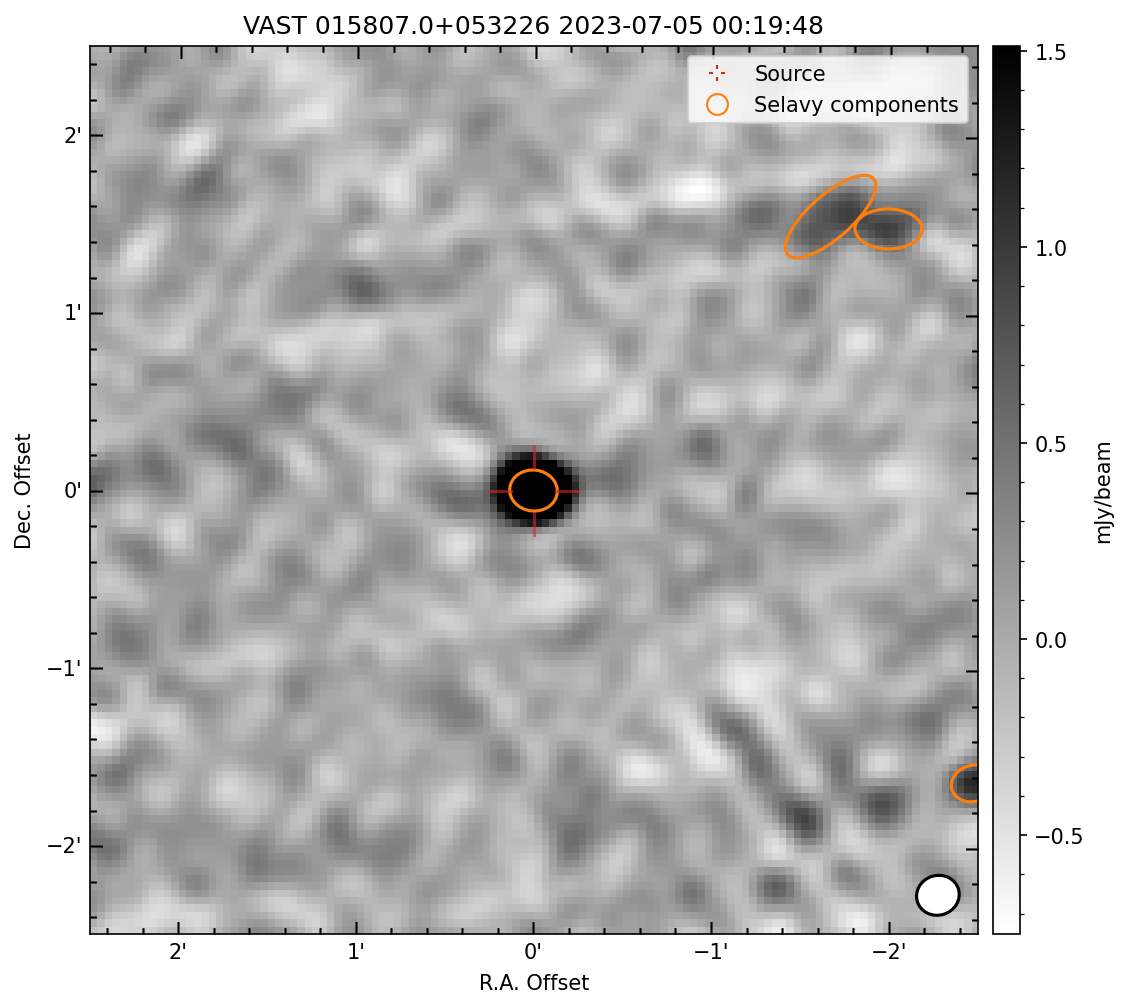 VAST 015807.0+053226 2023-07-05 00:19:48
Source
Selavy components
2'
1'
0'
−1'
−2'
Dec. Offset
2'
1'
0'
−1'
−2'
R.A. Offset
1.5
1.0
0.5
0.0
−0.5
mJy/beam